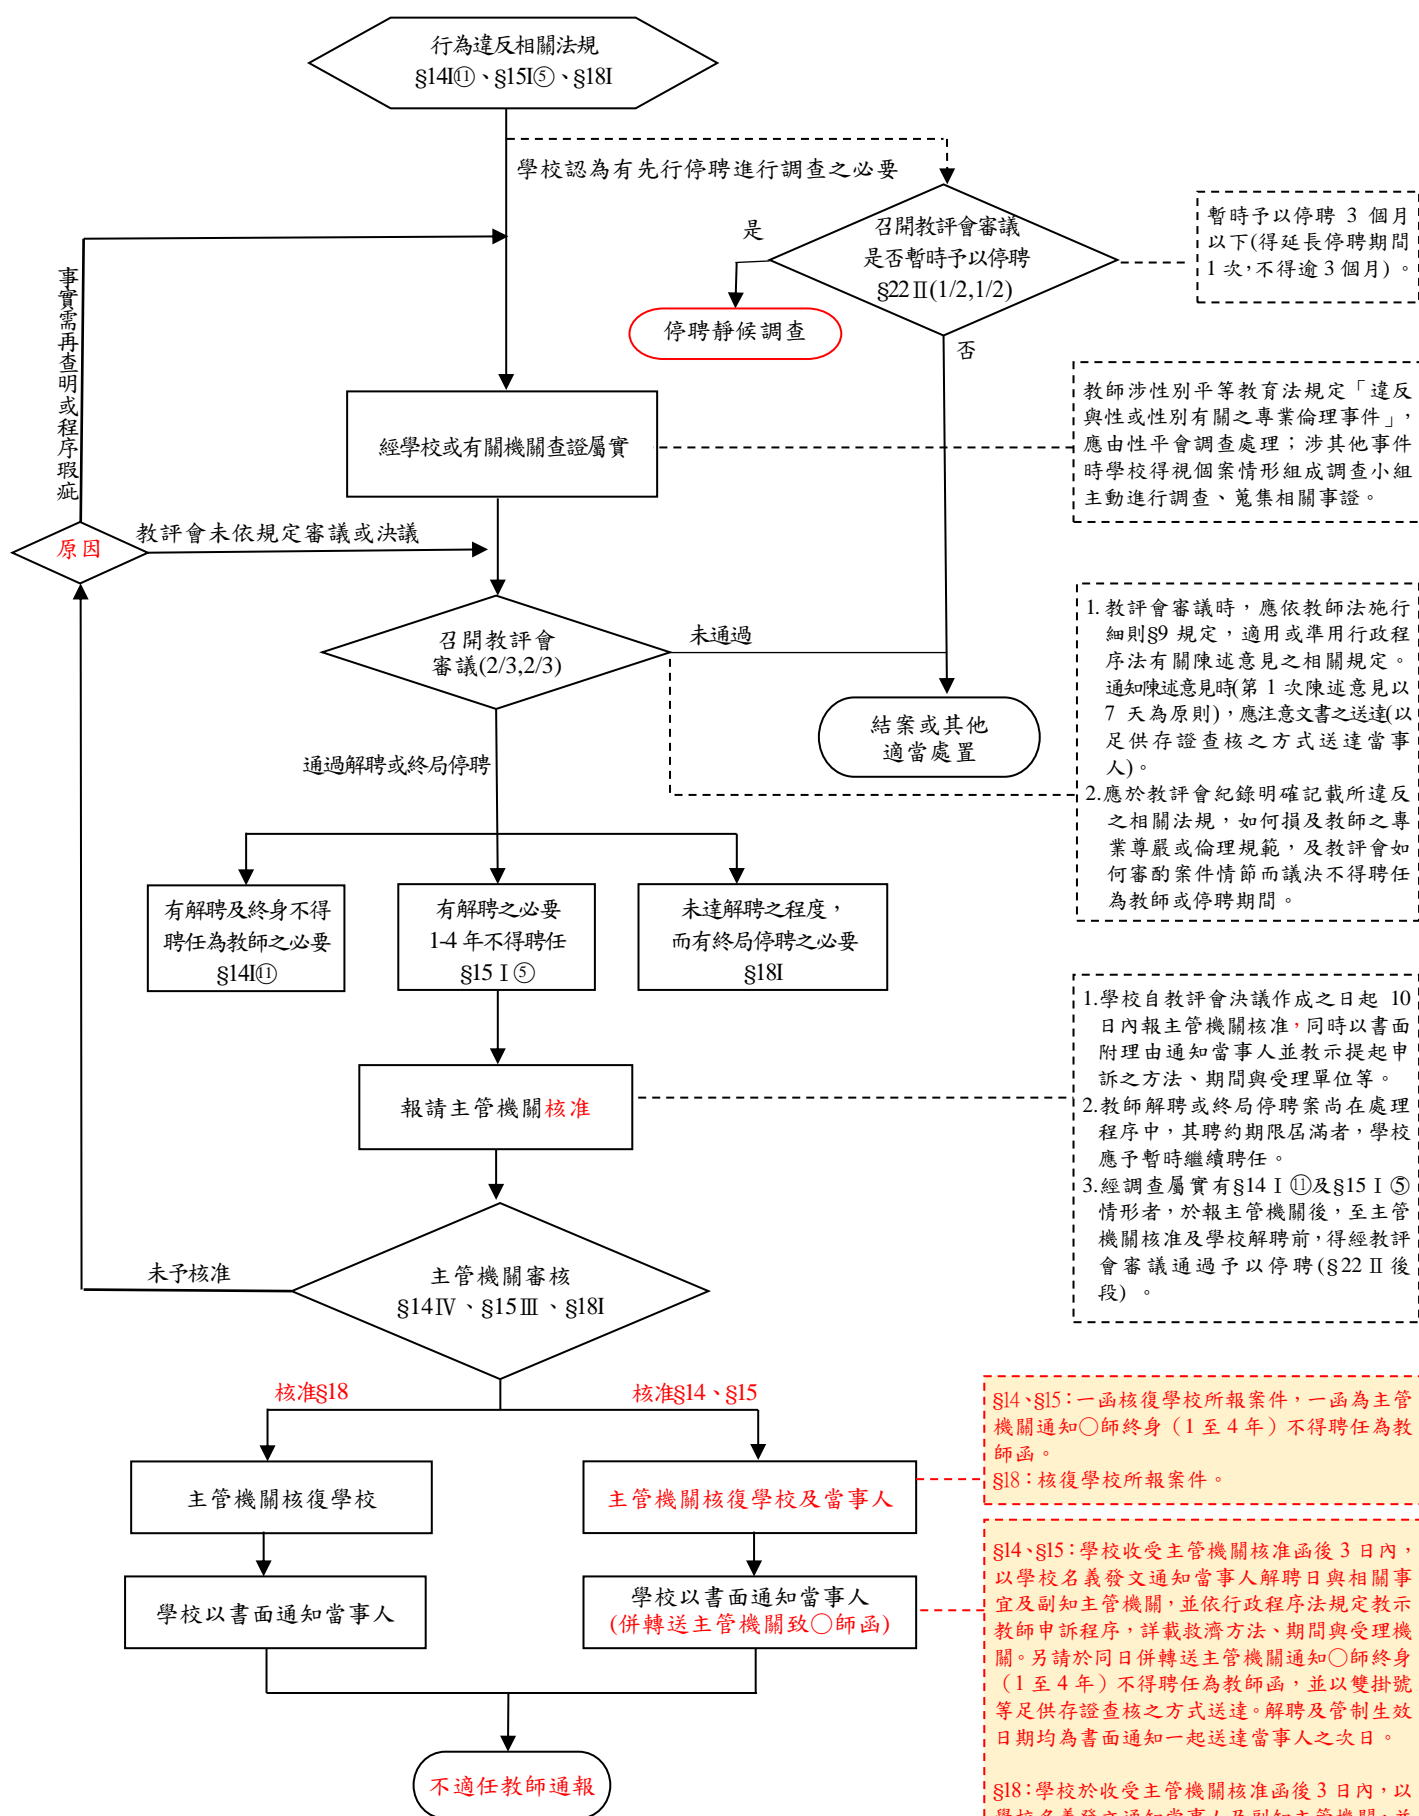 行為違反相關法規
§14I⑪、§15I⑤、§18I
學校認為有先行停聘進行調查之必要
召開教評會審議
是否暫時予以停聘
§22Ⅱ(1/2,1/2)
是
否
暫時予以停聘 3 個月
以下(得延長停聘期間
1 次,不得逾 3 個月)。
停聘靜候調查
事實需再查明或程序瑕疵
經學校或有關機關查證屬實
教師涉性別平等教育法規定「違反
與性或性別有關之專業倫理事件」,
應由性平會調查處理；涉其他事件
時學校得視個案情形組成調查小組
主動進行調查、蒐集相關事證。
原因
教評會未依規定審議或決議
召開教評會
審議(2/3,2/3)
未通過
通過解聘或終局停聘
結案或其他
適當處置
1. 教評會審議時，應依教師法施行
細則§9 規定，適用或準用行政程
序法有關陳述意見之相關規定。
通知陳述意見時(第 1 次陳述意見以
7 天為原則)，應注意文書之送達(以
足供存證查核之方式送達當事
人)。
2.應於教評會紀錄明確記載所違反
之相關法規，如何損及教師之專
業尊嚴或倫理規範，及教評會如
何審酌案件情節而議決不得聘任
為教師或停聘期間。
有解聘及終身不得
聘任為教師之必要
§14I⑪
有解聘之必要
1-4 年不得聘任
§15 I ⑤
未達解聘之程度，
而有終局停聘之必要
§18I
報請主管機關核准
1.學校自教評會決議作成之日起 10
日內報主管機關核准，同時以書面
附理由通知當事人並教示提起申
訴之方法、期間與受理單位等。
2.教師解聘或終局停聘案尚在處理
程序中，其聘約期限屆滿者，學校
應予暫時繼續聘任。
3.經調查屬實有§14 I ⑪及§15 I ⑤
情形者，於報主管機關後，至主管
機關核准及學校解聘前，得經教評
會審議通過予以停聘(§22 Ⅱ後
段)。
未予核准
主管機關審核
§14Ⅳ、§15Ⅲ、§18I
核准§18
核准§14、§15
主管機關核復學校
主管機關核復學校及當事人
§14、§15：一函核復學校所報案件，一函為主管
機關通知○師終身（1 至 4 年）不得聘任為教
師函。
§18：核復學校所報案件。
學校以書面通知當事人
學校以書面通知當事人
(併轉送主管機關致○師函)
§14、§15：學校收受主管機關核准函後 3 日內，
以學校名義發文通知當事人解聘日與相關事
宜及副知主管機關，並依行政程序法規定教示
教師申訴程序，詳載救濟方法、期間與受理機
關。另請於同日併轉送主管機關通知○師終身
（1 至 4 年）不得聘任為教師函，並以雙掛號
等足供存證查核之方式送達。解聘及管制生效
日期均為書面通知一起送達當事人之次日。
§18：學校於收受主管機關核准函後 3 日內，以
學校名義發文通知當事人及副知主管機關，並
不適任教師通報